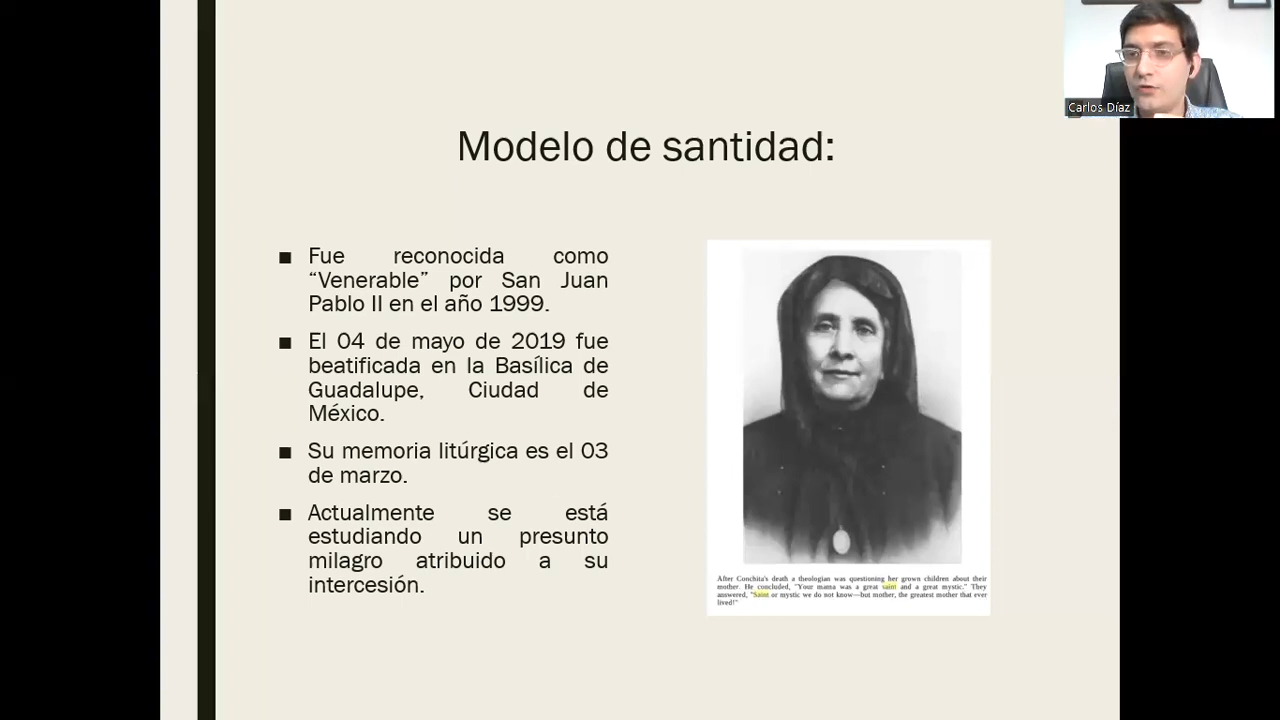 Carlos Díaz
Modelo de santidad:
■ Fue reconocida como
“Venerable” por San Juan
Pablo II en el año 1999.
■ El 04 de mayo de 2019 fue
beatificada en la Basílica de
Guadalupe, Ciudad de
México.
■ Su memoria litúrgica es el 03
de marzo.
■ Actualmente se está
estudiando un presunto
milagro atribuido a su
intercesión.
After Conchita's death a theologian was questioning her grown children about their
mother. He concluded, "Your mama was a great saint and a great mystic." They
answered, "Saint or mystic we do not know—but mother, the greatest mother that ever
lived!"